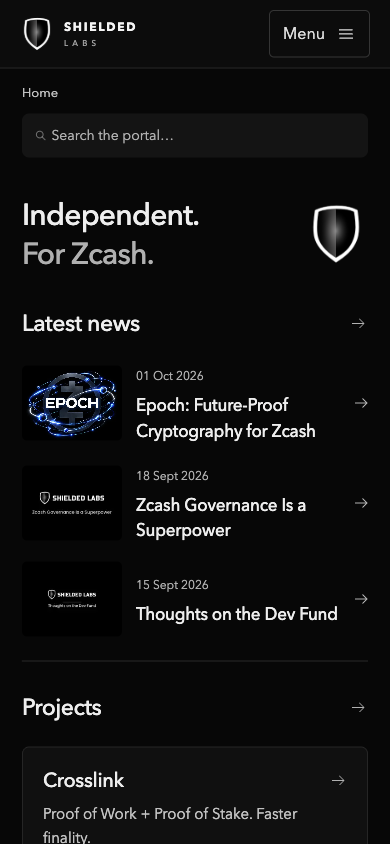 SHIELDED
LABS
Menu
Home
Search the portal...
Independent.
For Zcash.
Latest news
EPOCH
01 Oct 2026
Epoch: Future-Proof
Cryptography for Zcash
SHIELDED LABS
Zcash Governance Is a Superpower
18 Sept 2026
Zcash Governance Is a
Superpower
SHIELDED LABS
Thoughts on the Dev Fund
15 Sept 2026
Thoughts on the Dev Fund
Projects
Crosslink
Proof of Work + Proof of Stake. Faster
finality.